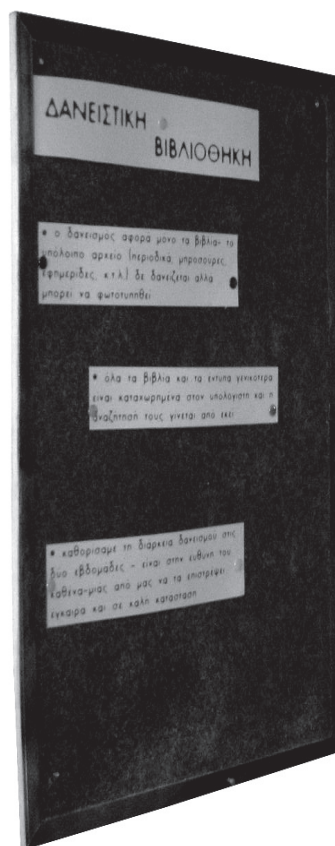 ΔΑΝΕΙΣΤΙΚΗ
ΒΙΒΛΙΟΘΗΚΗ
• ο δανεισμος αφορα μονο τα βιβλια- το
υπολοιπο αρχειο (περιοδικα, μπροσουρες,
εφημεριδες, κ.τ.λ.) δε δανειζεται αλλα
μπορει να φωτοτυπηθει
• ολα τα βιβλια και τα εντυπα γενικοτερα
ειναι καταχωρημενα στον υπολογιστη και η
αναζητηση τους γινεται απο εκει
• καθορισαμε τη διαρκεια δανεισμου στις
δυο εβδομαδες – ειναι στην ευθυνη του
καθενα-μιας απο μας να τα επιστρεψει
εγκαιρα και σε καλη κατασταση